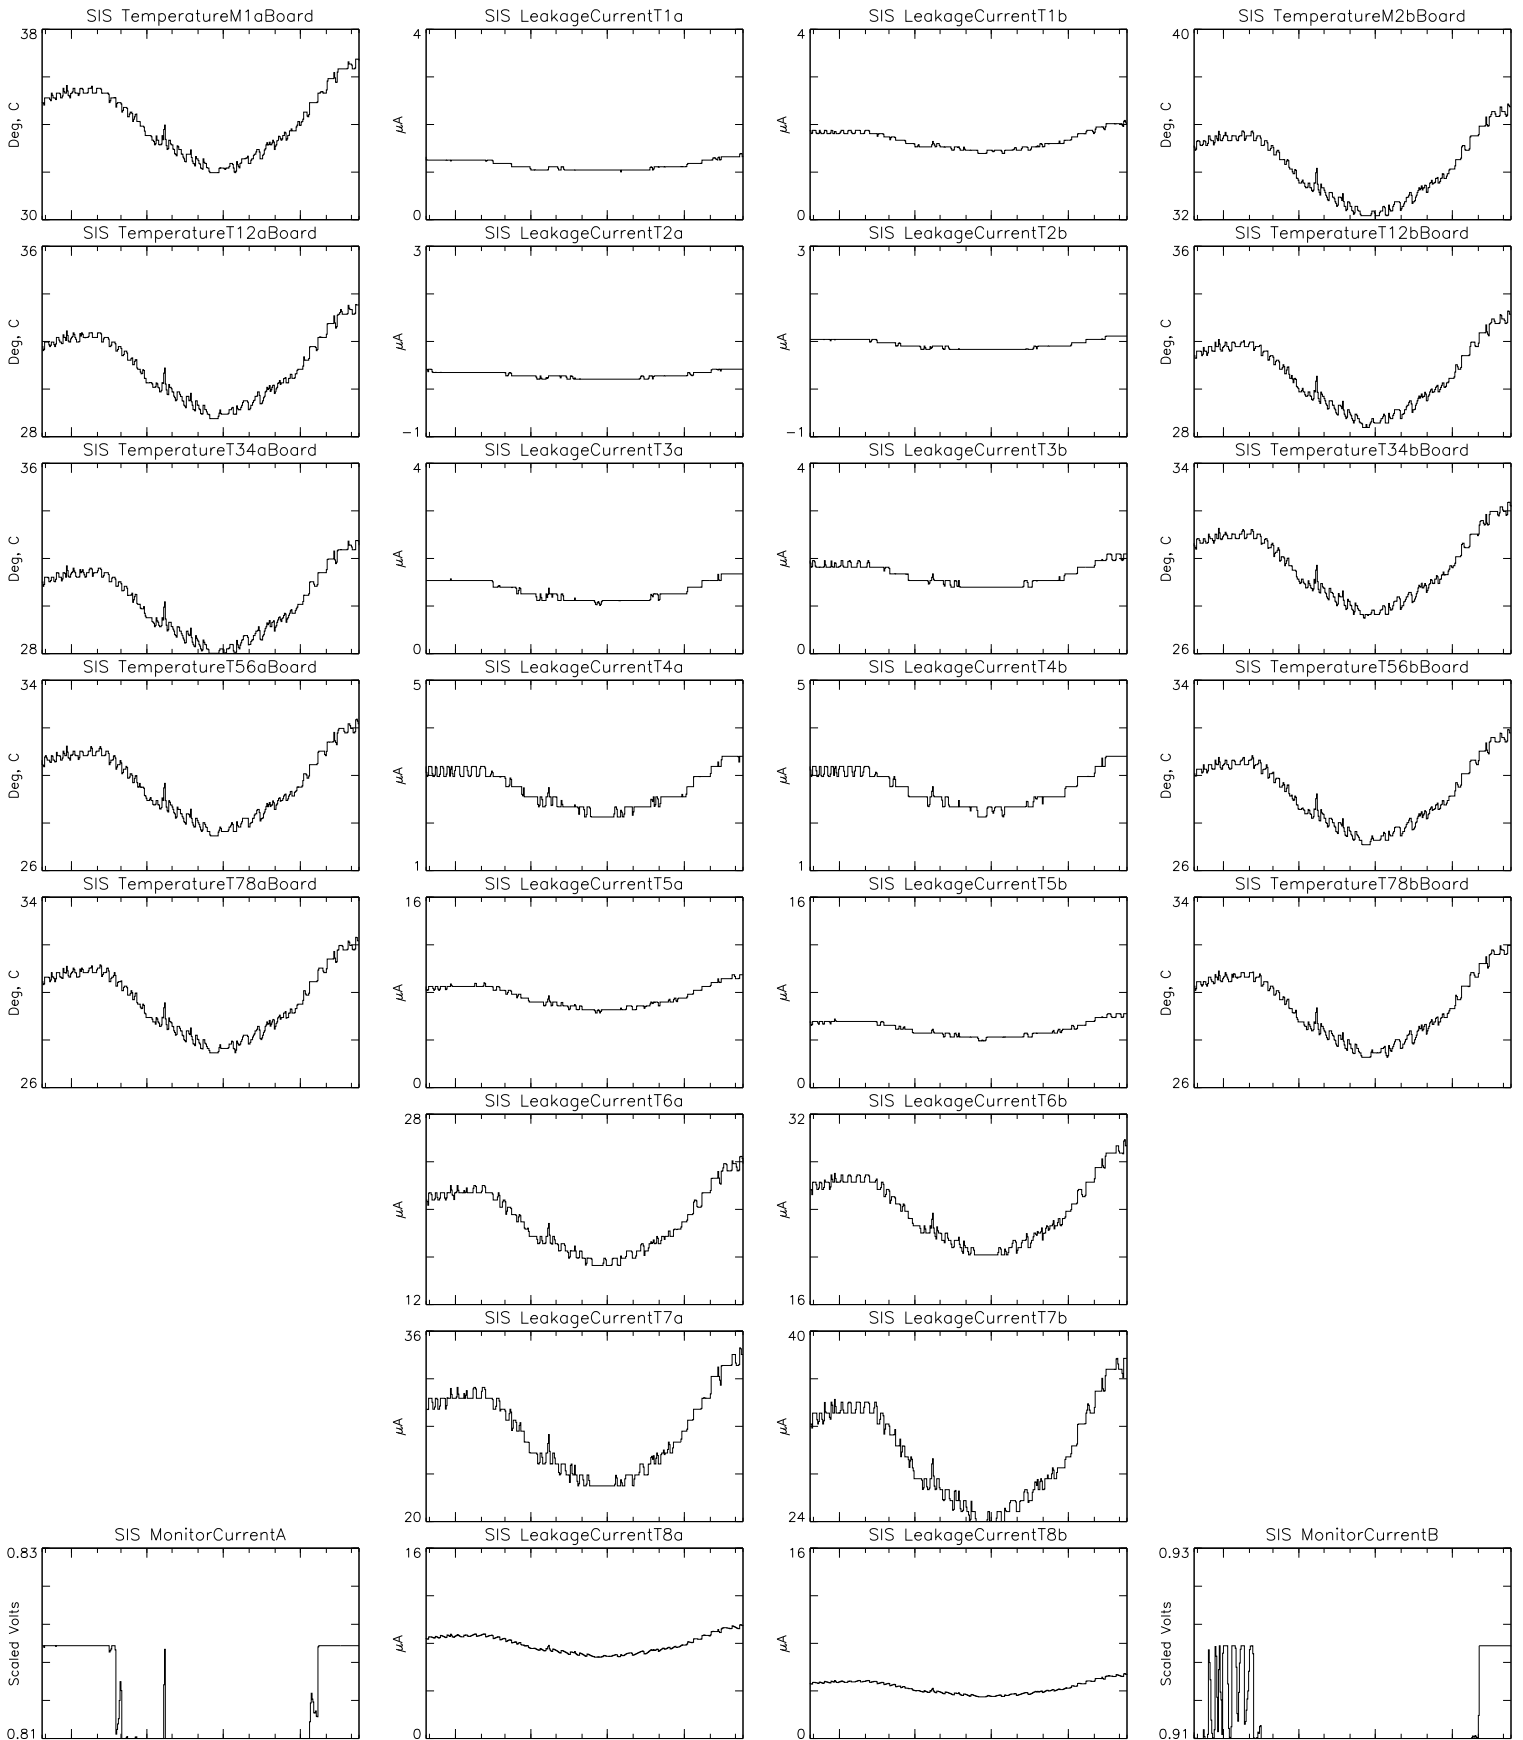 SIS TemperatureM1aBoard SIS LeakageCurrentT1a SIS LeakageCurrentT1b SIS TemperatureM2bBoard
38 4 4 40
Deg, C μA μA Deg, C
30 0 0 32
SIS TemperatureT12aBoard SIS LeakageCurrentT2a SIS LeakageCurrentT2b SIS TemperatureT12bBoard
36 3 3 36
Deg, C μA μA Deg, C
28 -1 -1 28
SIS TemperatureT34aBoard SIS LeakageCurrentT3a SIS LeakageCurrentT3b SIS TemperatureT34bBoard
36 4 4 34
Deg, C μA μA Deg, C
28 0 0 26
SIS TemperatureT56aBoard SIS LeakageCurrentT4a SIS LeakageCurrentT4b SIS TemperatureT56bBoard
34 5 5 34
Deg, C μA μA Deg, C
26 1 1 26
SIS TemperatureT78aBoard SIS LeakageCurrentT5a SIS LeakageCurrentT5b SIS TemperatureT78bBoard
34 16 16 34
Deg, C μA μA Deg, C
26 0 0 26
SIS LeakageCurrentT6a SIS LeakageCurrentT6b
28 32
μA μA
12 16
SIS LeakageCurrentT7a SIS LeakageCurrentT7b
36 40
μA μA
20 24
SIS MonitorCurrentA SIS LeakageCurrentT8a SIS LeakageCurrentT8b SIS MonitorCurrentB
0.83 16 16 0.93
Scaled Volts μA μA Scaled Volts
0.81 0 0 0.91